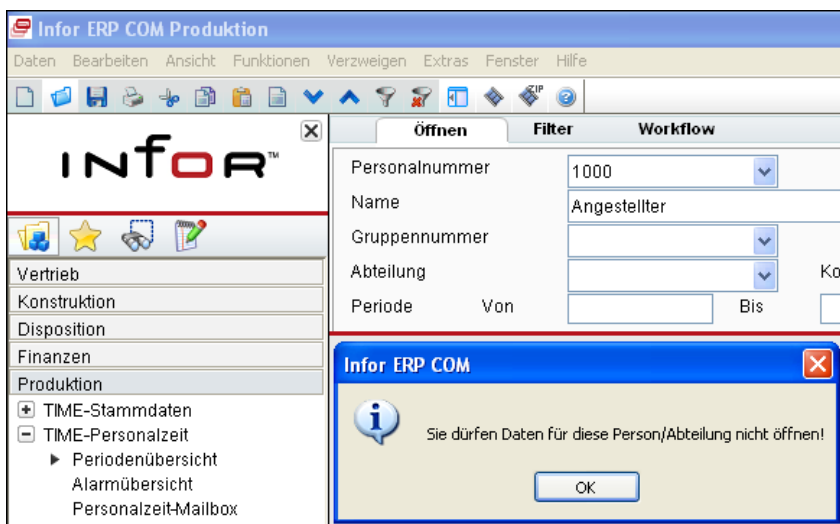 Infor ERP COM Produktion
Daten Bearbeiten Ansicht Funktionen Verzweigen Extras Fenster Hilfe
ZIP
INFOR™
Öffnen Filter Workflow
Personalnummer 1000
Name Angestellter
Gruppennummer
Abteilung Ko
Periode Von Bis
Vertrieb
Konstruktion
Disposition
Finanzen
Produktion
TIME-Stammdaten
TIME-Personalzeit
Periodenübersicht
Alarmübersicht
Personalzeit-Mailbox
Infor ERP COM
Sie dürfen Daten für diese Person/Abteilung nicht öffnen!
OK